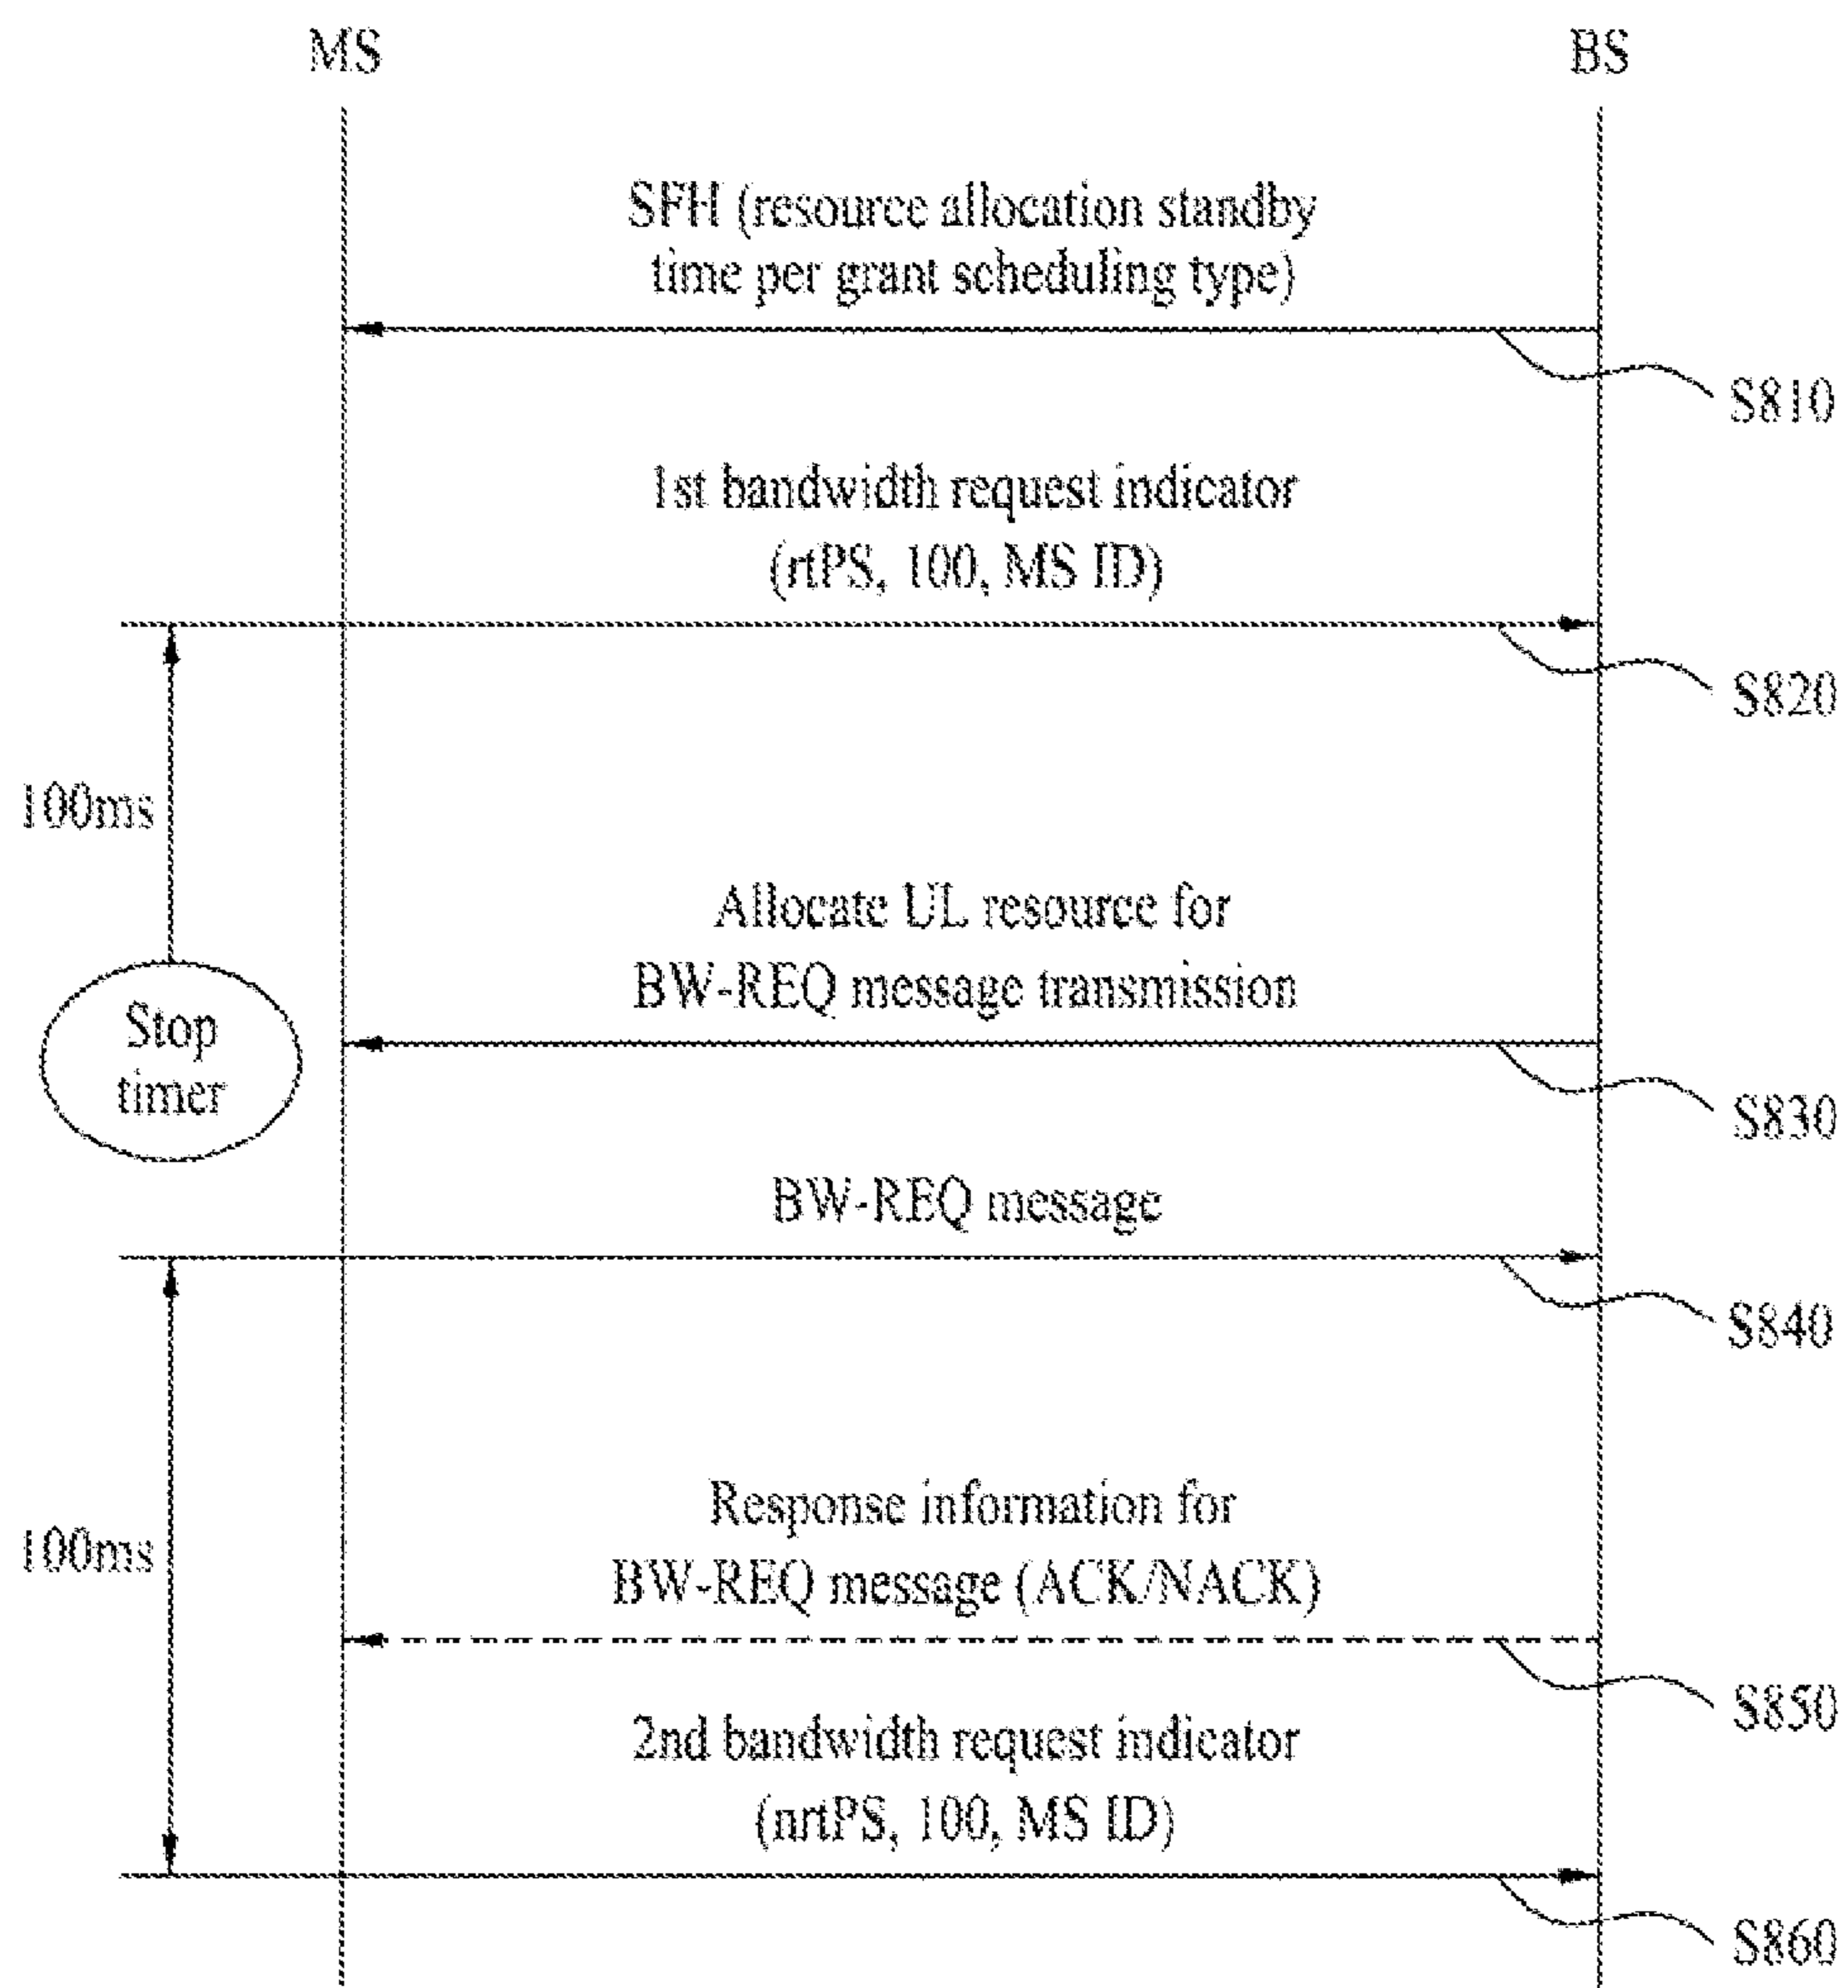 MS
BS
SFH (resource allocation standby
time per grant scheduling type)
S810
1st bandwidth request indicator
(rtPS, 100, MS ID)
S820
100ms
Allocate UL resource for
BW-REQ message transmission
Stop
timer
S830
BW-REQ message
S840
Response information for
100ms
BW-REQ message (ACK/NACK)
S850
2nd bandwidth request indicator
(nrtPS, 100, MS ID)
S860